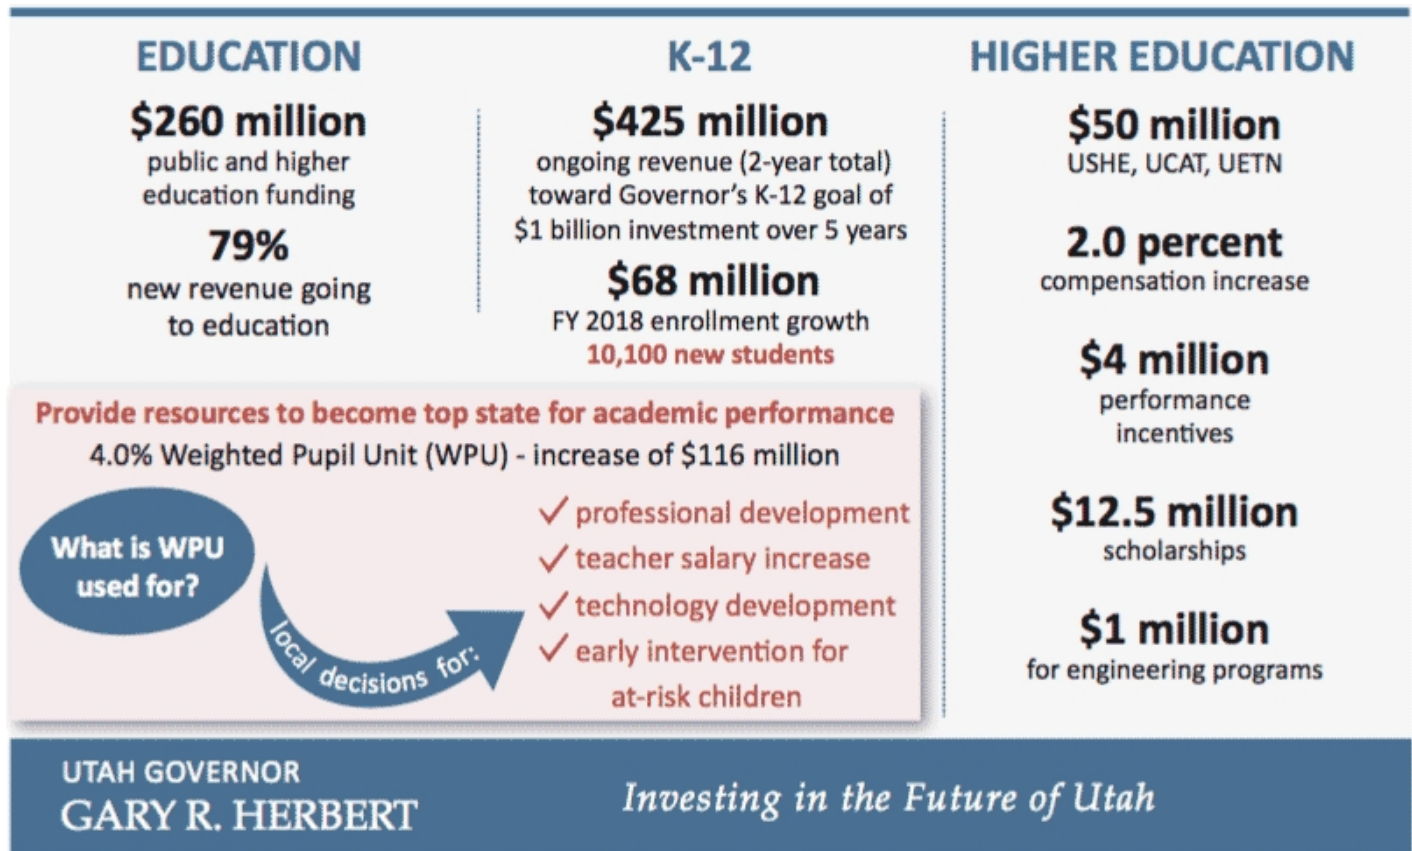 EDUCATION
$260 million
public and higher
education funding
79%
new revenue going
to education
K-12
$425 million
ongoing revenue (2-year total)
toward Governor's K-12 goal of
$1 billion investment over 5 years
$68 million
FY 2018 enrollment growth
10,100 new students
HIGHER EDUCATION
$50 million
USHE, UCAT, UETN
2.0 percent
compensation increase
$4 million
performance
incentives
$12.5 million
scholarships
$1 million
for engineering programs
Provide resources to become top state for academic performance
4.0% Weighted Pupil Unit (WPU) - increase of $116 million
What is WPU
used for?
local decisions for:
✓ professional development
✓ teacher salary increase
✓ technology development
✓ early intervention for
at-risk children
UTAH GOVERNOR
GARY R. HERBERT
Investing in the Future of Utah